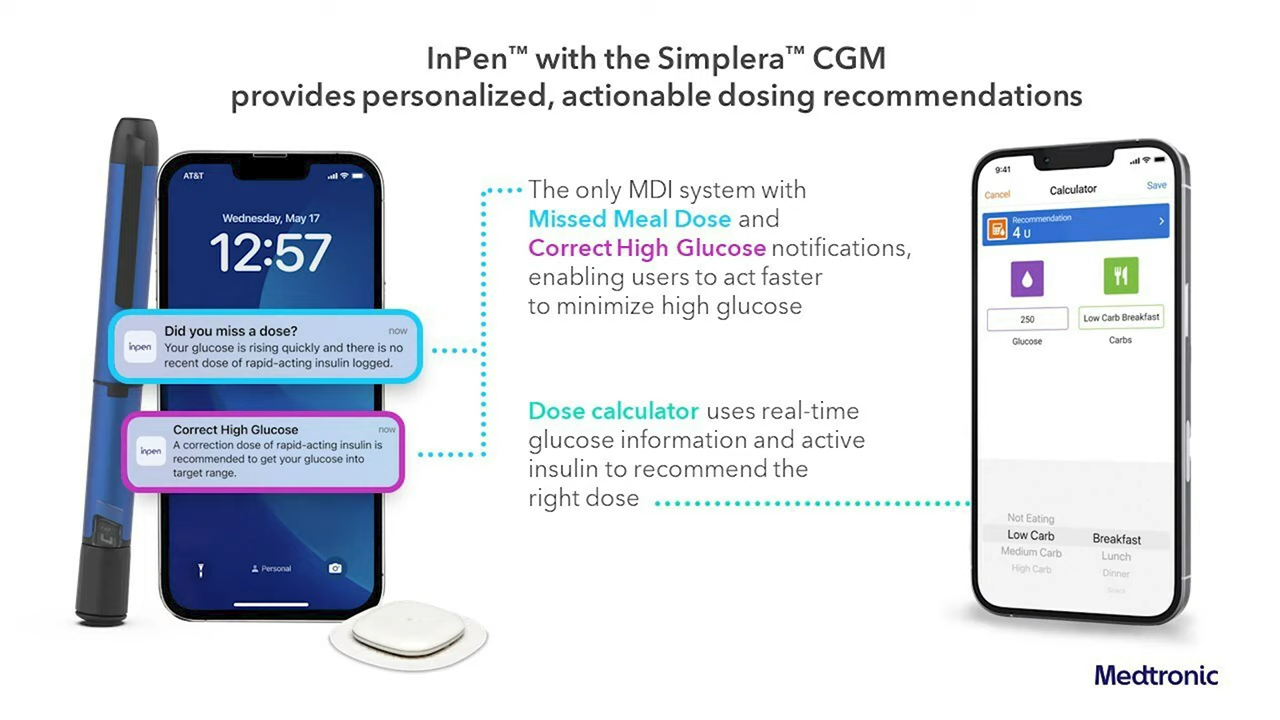 InPen™ with the Simplera™ CGM
provides personalized, actionable dosing recommendations
AT&T
Wednesday, May 17
12:57
inpen
Did you miss a dose?
now
Your glucose is rising quickly and there is no
recent dose of rapid-acting insulin logged.
inpen
Correct High Glucose
now
A correction dose of rapid-acting insulin is
recommended to get your glucose into
target range.
Personal
The only MDI system with
Missed Meal Dose and
Correct High Glucose notifications,
enabling users to act faster
to minimize high glucose
Dose calculator uses real-time
glucose information and active
insulin to recommend the
right dose
9:41
Cancel
Calculator
Save
Recommendation
4 U
250
Low Carb Breakfast
Glucose
Carbs
Not Eating
Low Carb
Breakfast
Medium Carb
Lunch
High Carb
Dinner
Snack
Medtronic